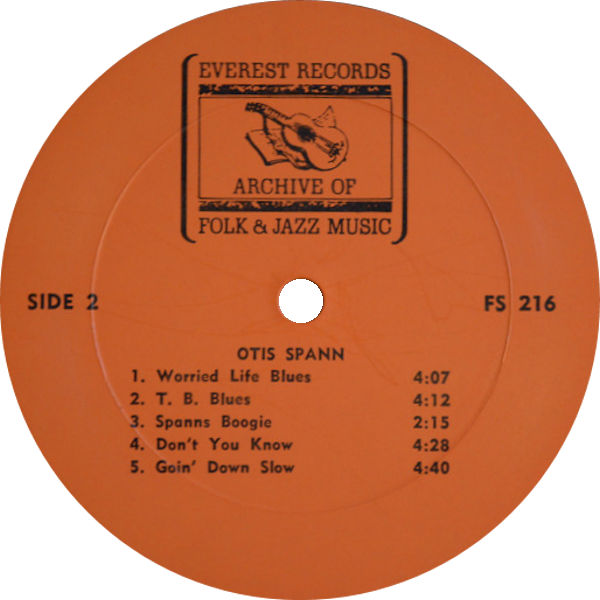 EVEREST RECORDS
ARCHIVE OF
FOLK & JAZZ MUSIC
SIDE 2
FS 216
OTIS SPANN
1. Worried Life Blues 4:07
2. T. B. Blues 4:12
3. Spanns Boogie 2:15
4. Don't You Know 4:28
5. Goin' Down Slow 4:40